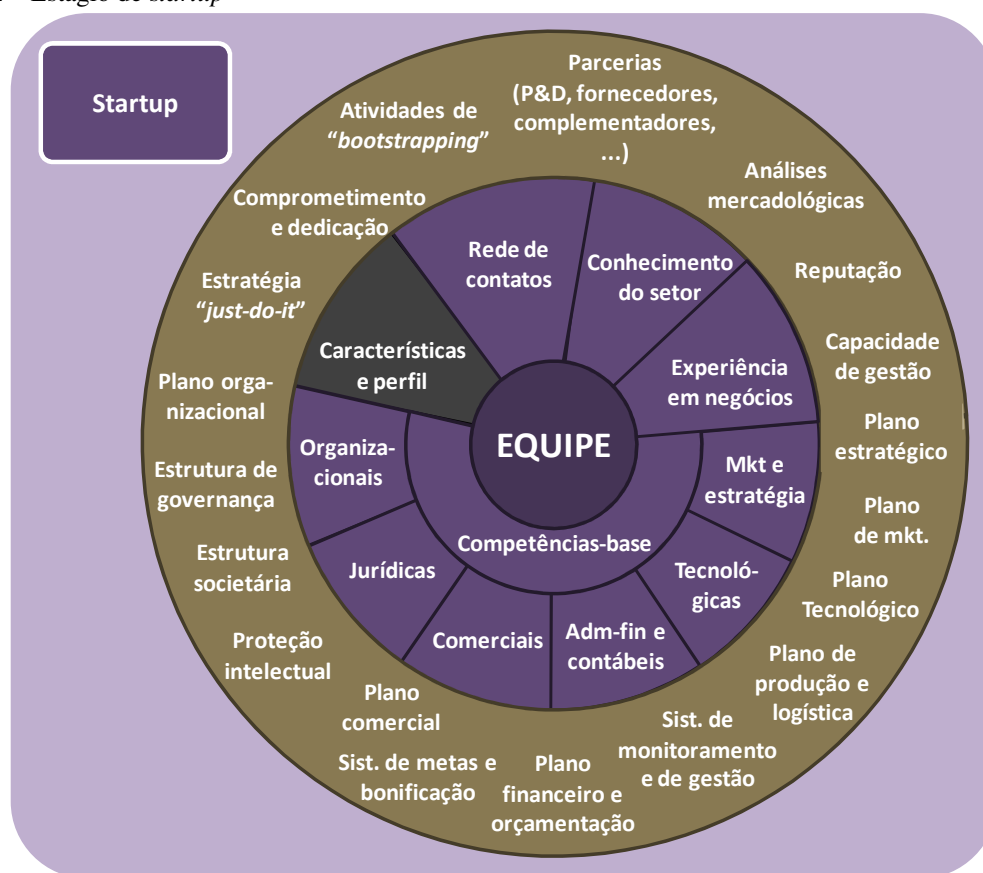 Estágio de startup
Startup
Parcerias
(P&D, fornecedores,
complementadores,
...)
Atividades de
“bootstrapping”
Análises
mercadológicas
Comprometimento
e dedicação
Reputação
Estratégia
“just-do-it”
Capacidade
de gestão
Plano orga-
nizacional
Plano
estratégico
Estrutura de
governança
Plano
de mkt.
Estrutura
societária
Plano
Tecnológico
Proteção
intelectual
Plano de
produção e
logística
Plano
comercial
Sist. de
monitoramento
e de gestão
Sist. de metas e
bonificação
Plano
financeiro e
orçamentação
Rede de
contatos
Conhecimento
do setor
Características
e perfil
Experiência
em negócios
EQUIPE
Organiza-
cionais
Mkt e
estratégia
Competências-base
Jurídicas
Tecnoló-
gicas
Comerciais
Adm-fin e
contábeis